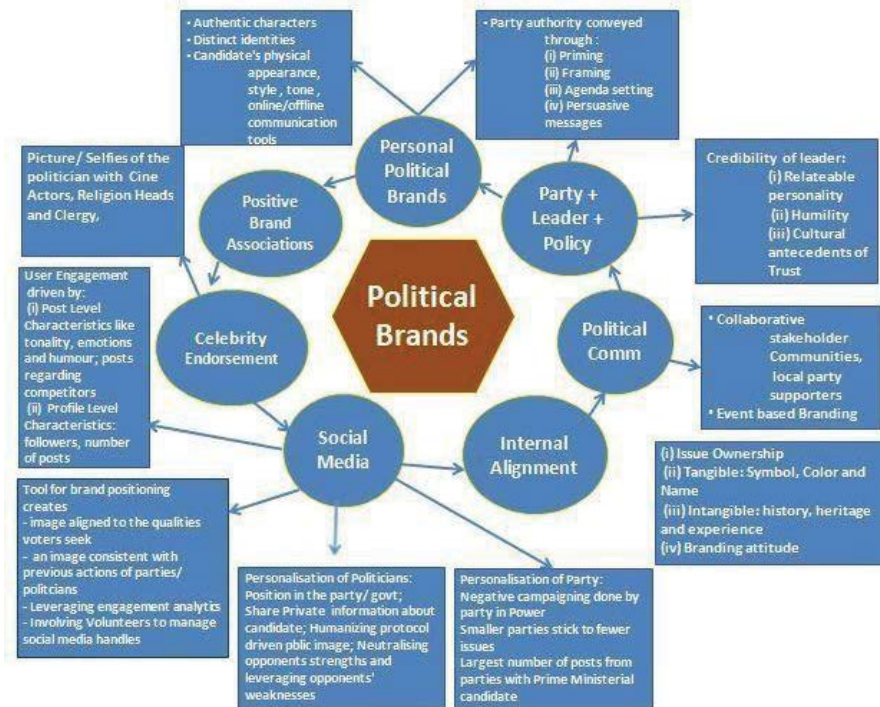 • Authentic characters
• Distinct identities
• Candidate's physical
appearance,
style , tone ,
online/offline
communication
tools
• Party authority conveyed
through :
(i) Priming
(ii) Framing
(iii) Agenda setting
(iv) Persuasive
messages
Picture/ Selfies of the
politician with Cine
Actors, Religion Heads
and Clergy,
Personal
Political
Brands
Positive
Brand
Associations
Party +
Leader +
Policy
Credibility of leader:
(i) Relateable
personality
(ii) Humility
(iii) Cultural
antecedents of
Trust
User Engagement
driven by:
(i) Post Level
Characteristics like
tonality, emotions
and humour; posts
regarding
competitors
(ii) Profile Level
Characteristics:
followers, number
of posts
Celebrity
Endorsement
Political
Brands
Political
Comm
• Collaborative
stakeholder
Communities,
local party
supporters
• Event based Branding
Social
Media
Internal
Alignment
(i) Issue Ownership
(ii) Tangible: Symbol, Color and
Name
(iii) Intangible: history, heritage
and experience
(iv) Branding attitude
Tool for brand positioning
creates
- image aligned to the qualities
voters seek
- an image consistent with
previous actions of parties/
politcians
- Leveraging engagement analytics
- Involving Volunteers to manage
social media handles
Personalisation of Politicians:
Position in the party/ govt;
Share Private information about
candidate; Humanizing protocol
driven pblic image; Neutralising
opponents strengths and
leveraging opponents'
weaknesses
Personalisation of Party:
Negative campaigning done by
party in Power
Smaller parties stick to fewer
issues
Largest number of posts from
parties with Prime Ministerial
candidate